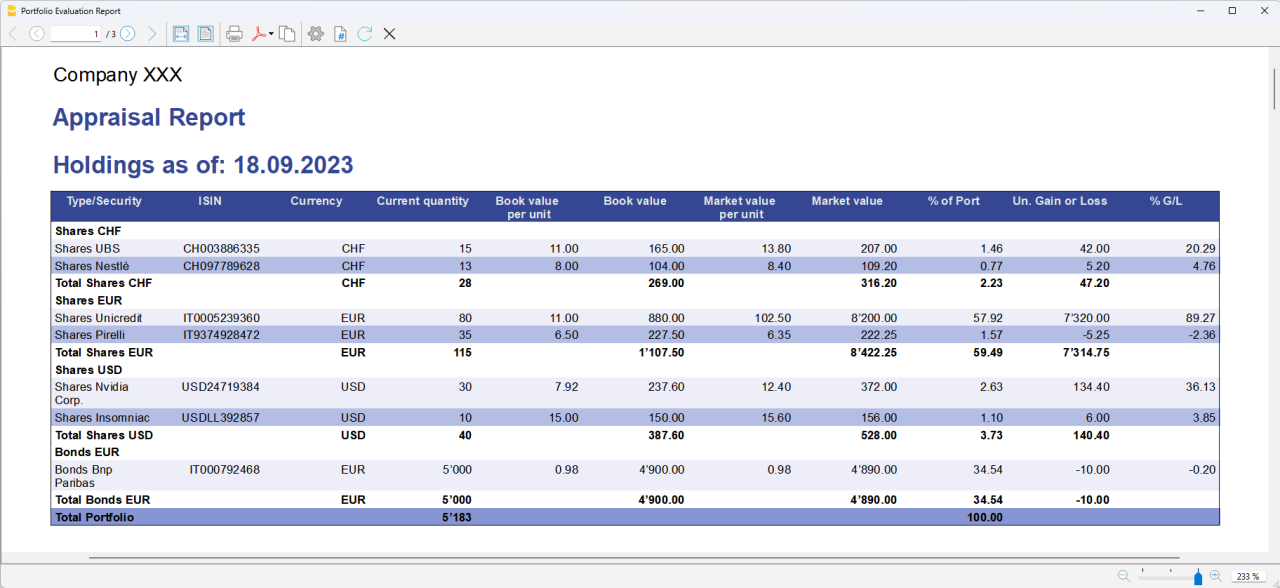 Portfolio Evaluation Report
1 / 3
Company XXX
Appraisal Report
Holdings as of: 18.09.2023
Type/Security ISIN Currency Current quantity Book value per unit Book value Market value per unit Market value % of Port Un. Gain or Loss % G/L
Shares CHF
Shares UBS CH003886335 CHF 15 11.00 165.00 13.80 207.00 1.46 42.00 20.29
Shares Nestlè CH097789628 CHF 13 8.00 104.00 8.40 109.20 0.77 5.20 4.76
Total Shares CHF CHF 28 269.00 316.20 2.23 47.20
Shares EUR
Shares Unicredit IT0005239360 EUR 80 11.00 880.00 102.50 8'200.00 57.92 7'320.00 89.27
Shares Pirelli IT9374928472 EUR 35 6.50 227.50 6.35 222.25 1.57 -5.25 -2.36
Total Shares EUR EUR 115 1'107.50 8'422.25 59.49 7'314.75
Shares USD
Shares Nvidia Corp. USD24719384 USD 30 7.92 237.60 12.40 372.00 2.63 134.40 36.13
Shares Insomniac USDLL392857 USD 10 15.00 150.00 15.60 156.00 1.10 6.00 3.85
Total Shares USD USD 40 387.60 528.00 3.73 140.40
Bonds EUR
Bonds Bnp Paribas IT000792468 EUR 5'000 0.98 4'900.00 0.98 4'890.00 34.54 -10.00 -0.20
Total Bonds EUR EUR 5'000 4'900.00 4'890.00 34.54 -10.00
Total Portfolio 5'183 100.00
233 %